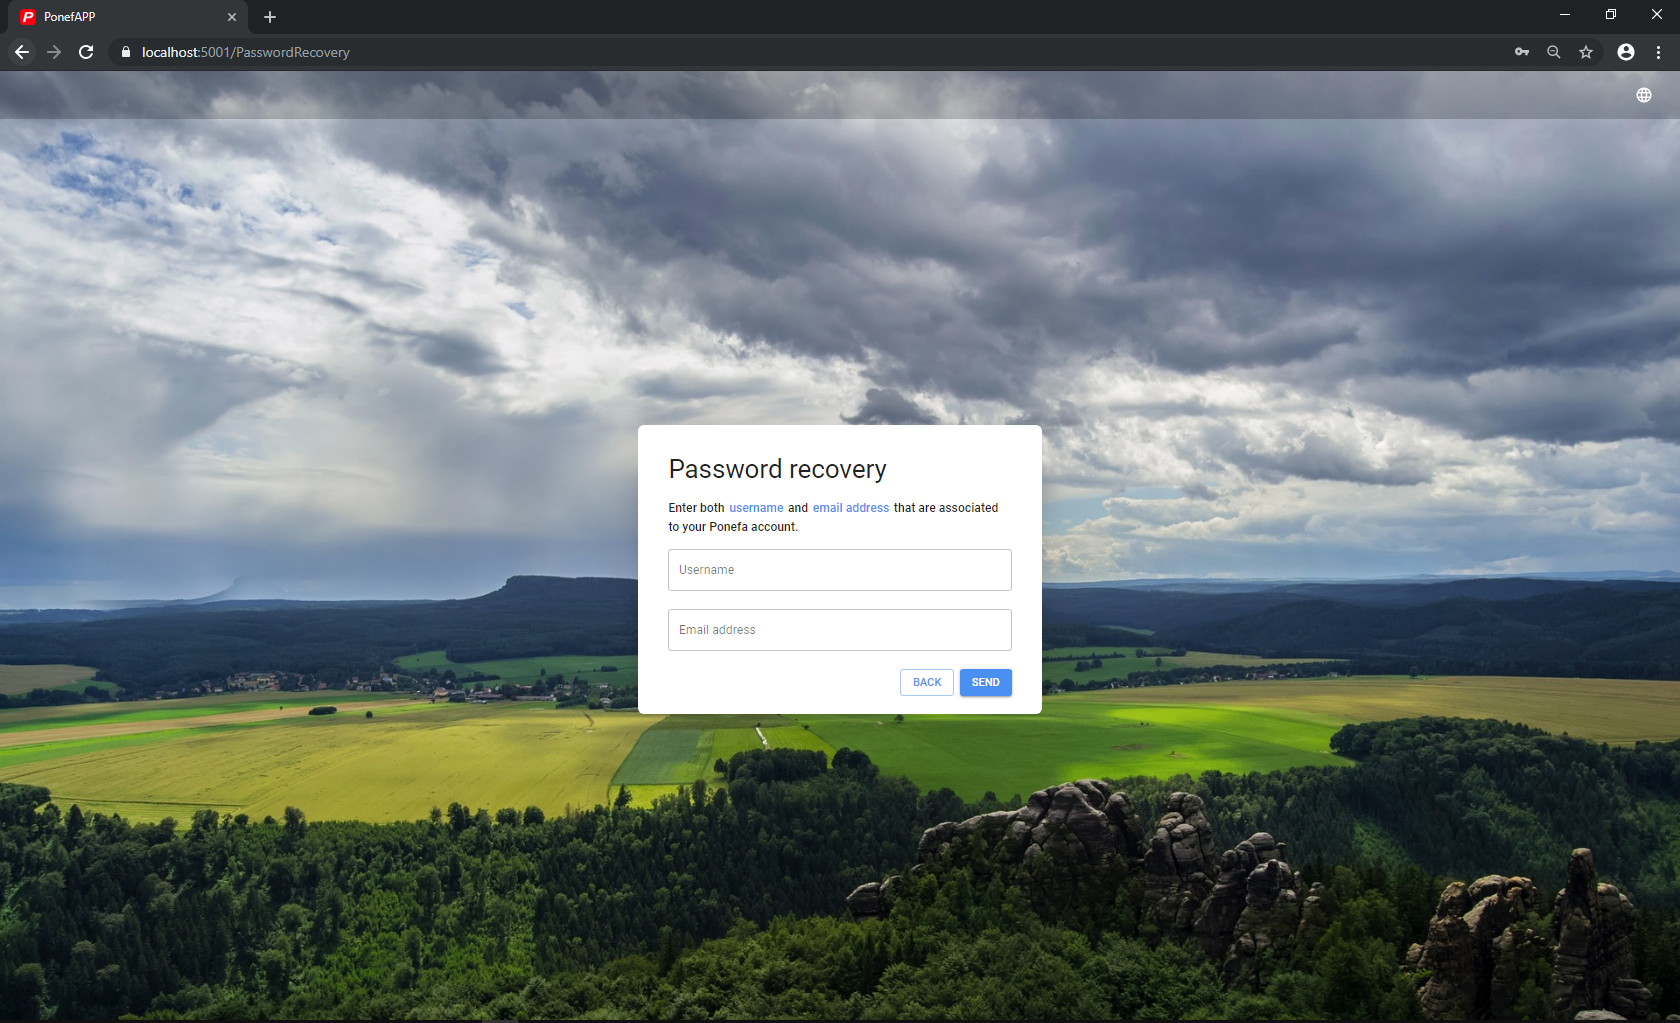 PonefAPP
localhost:5001/PasswordRecovery
Password recovery
Enter both username and email address that are associated
to your Ponefa account.
Username
Email address
BACK SEND